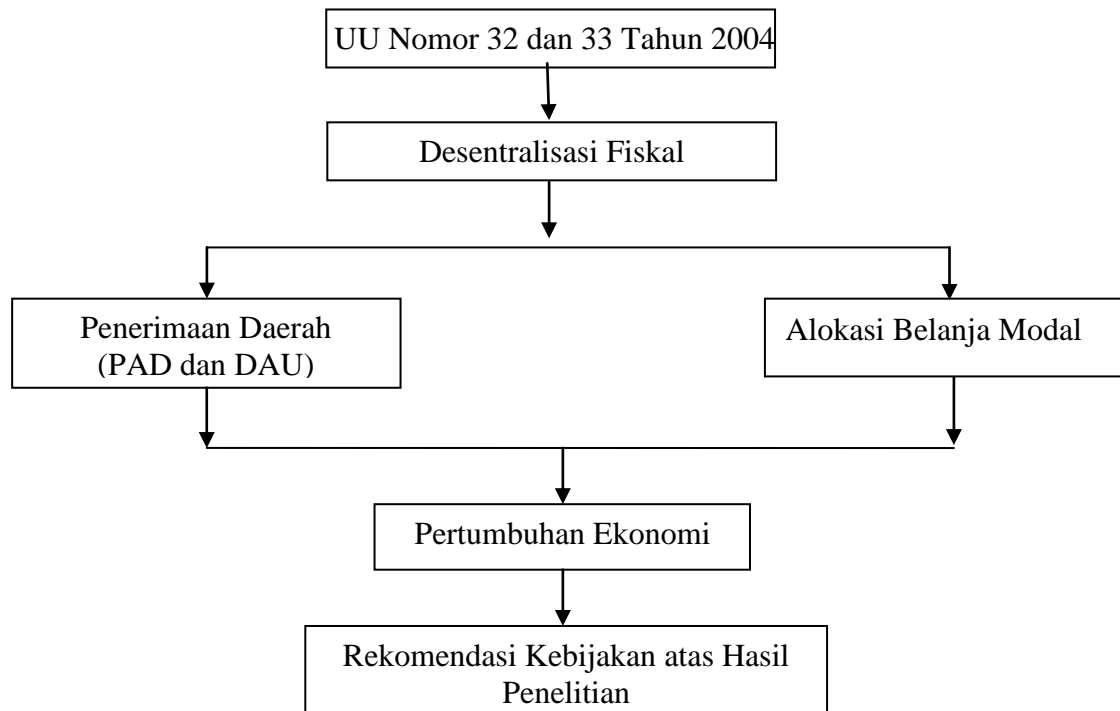 UU Nomor 32 dan 33 Tahun 2004
Desentralisasi Fiskal
Penerimaan Daerah
(PAD dan DAU)
Alokasi Belanja Modal
Pertumbuhan Ekonomi
Rekomendasi Kebijakan atas Hasil
Penelitian